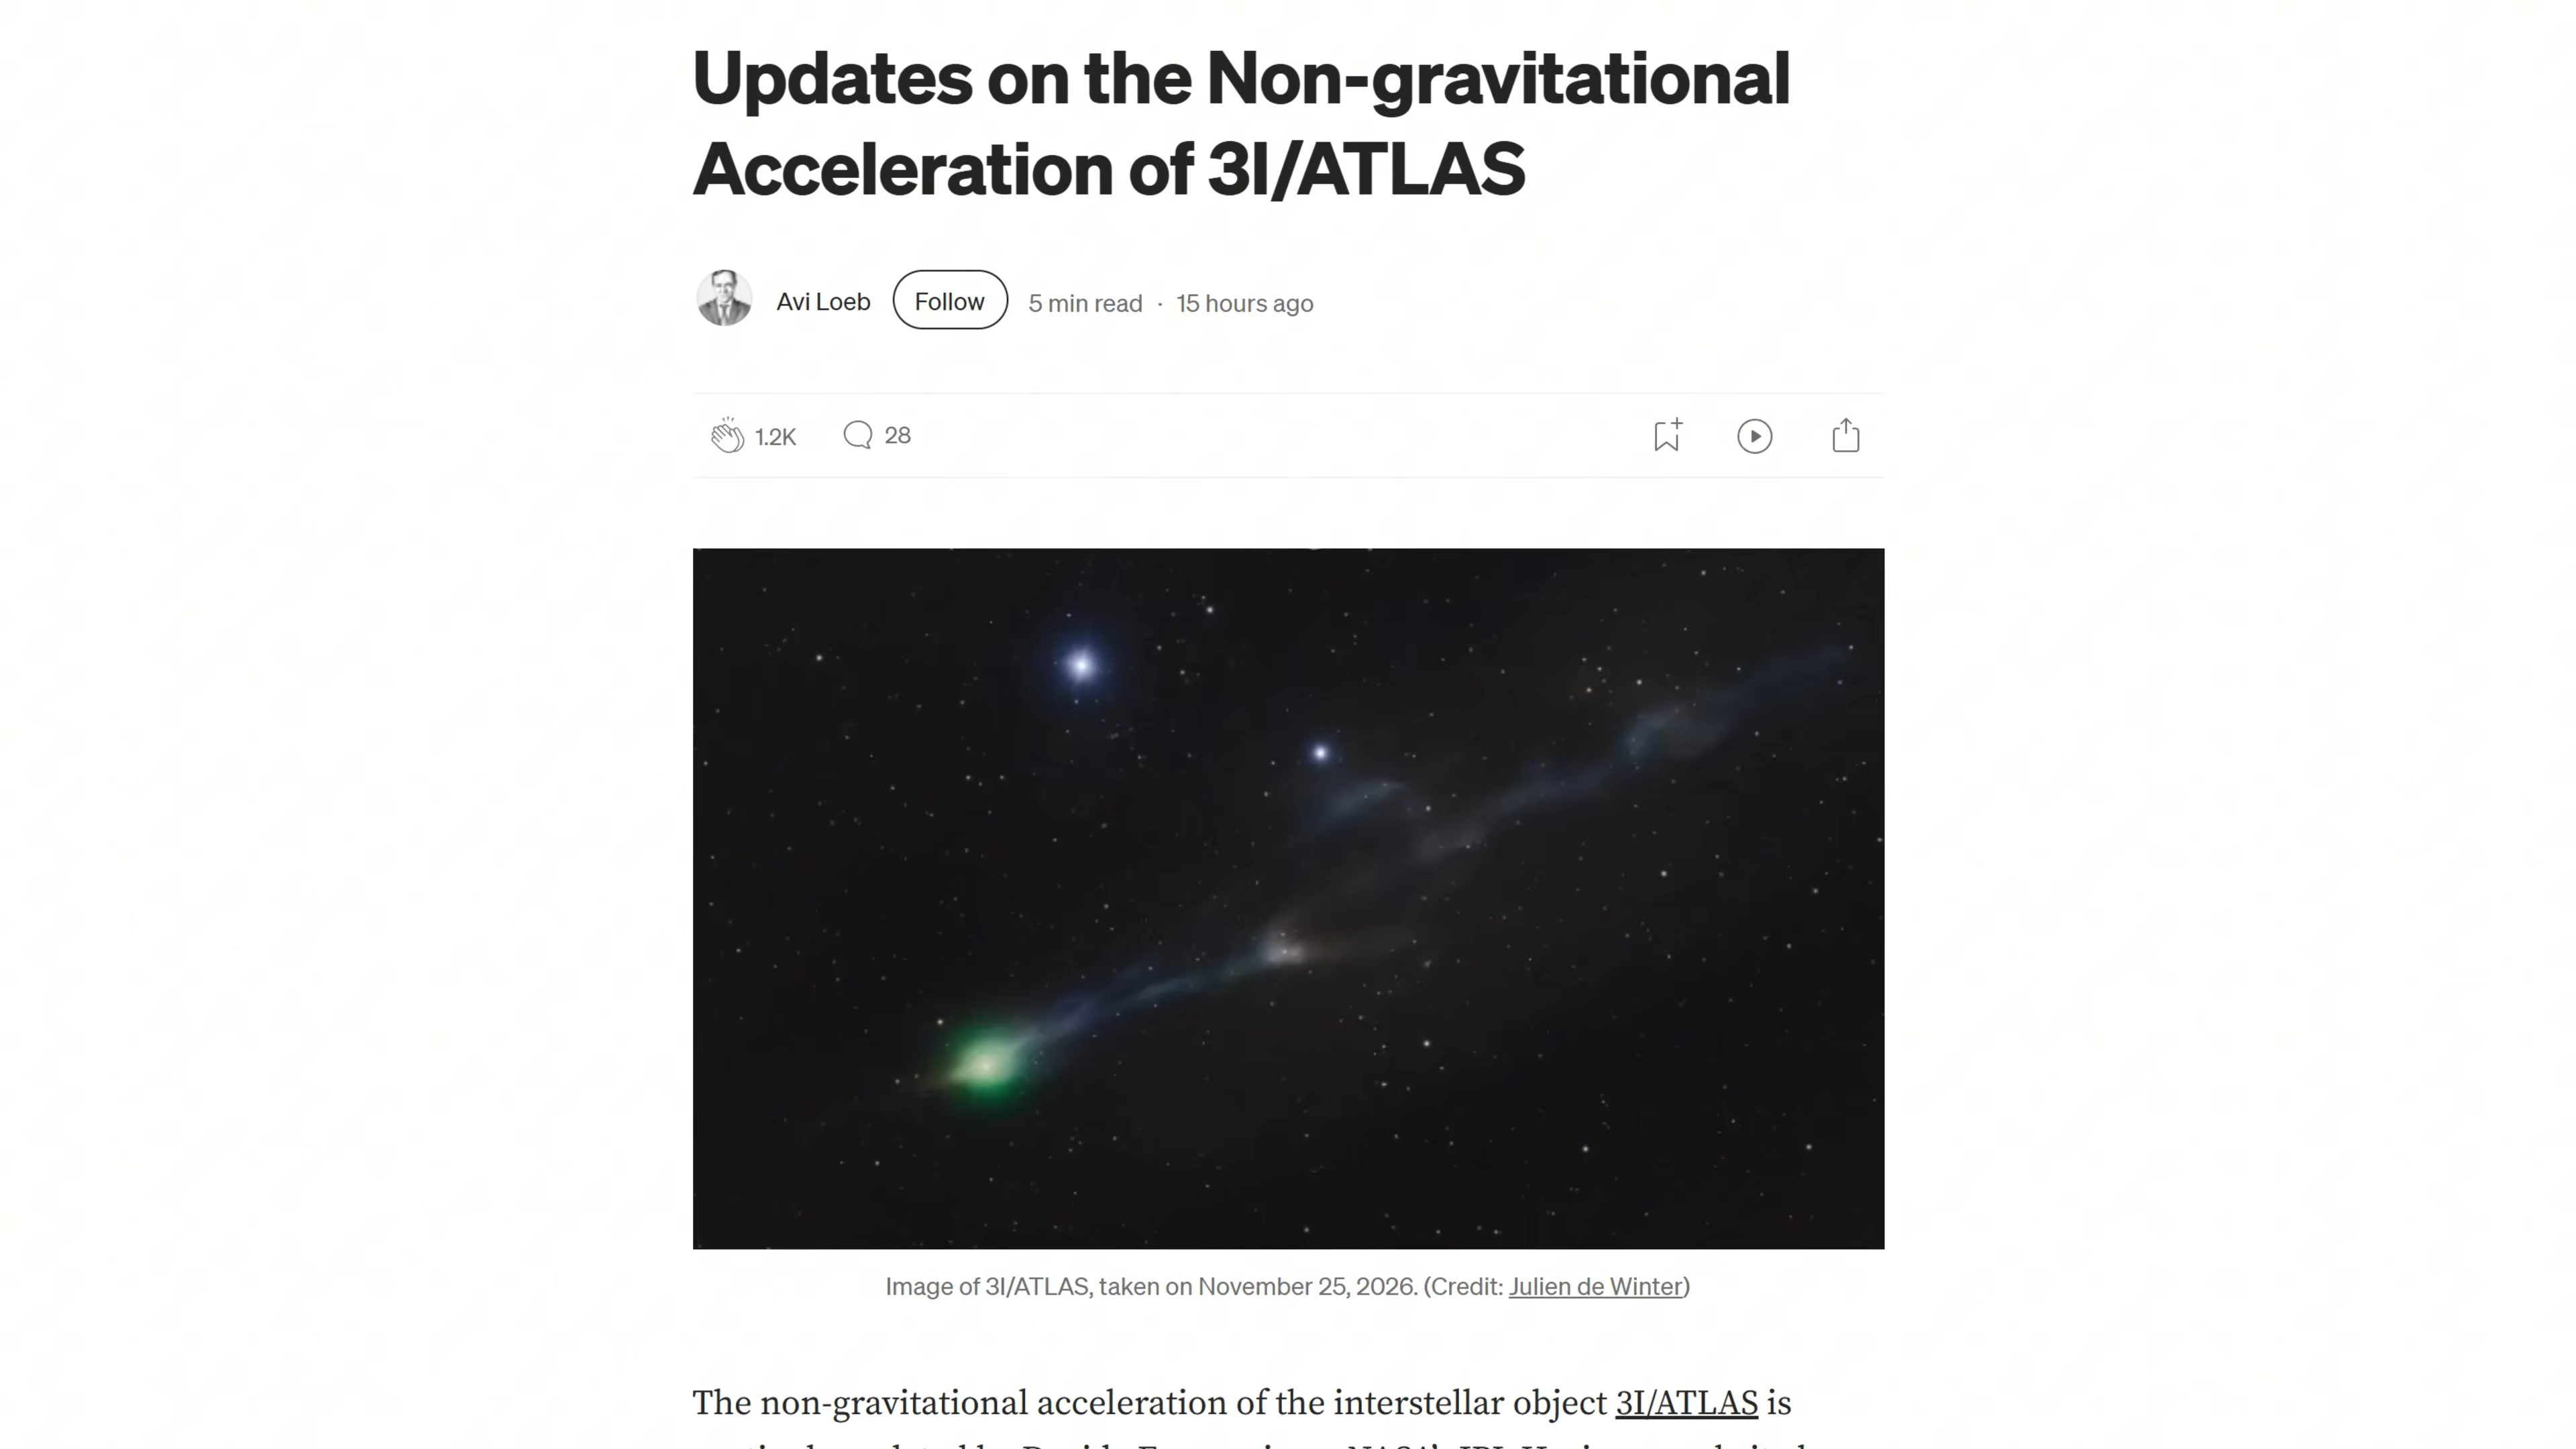 Updates on the Non-gravitational
Acceleration of 3I/ATLAS
Avi Loeb Follow 5 min read · 15 hours ago
1.2K 28
Image of 3I/ATLAS, taken on November 25, 2026. (Credit: Julien de Winter)
The non-gravitational acceleration of the interstellar object 3I/ATLAS is